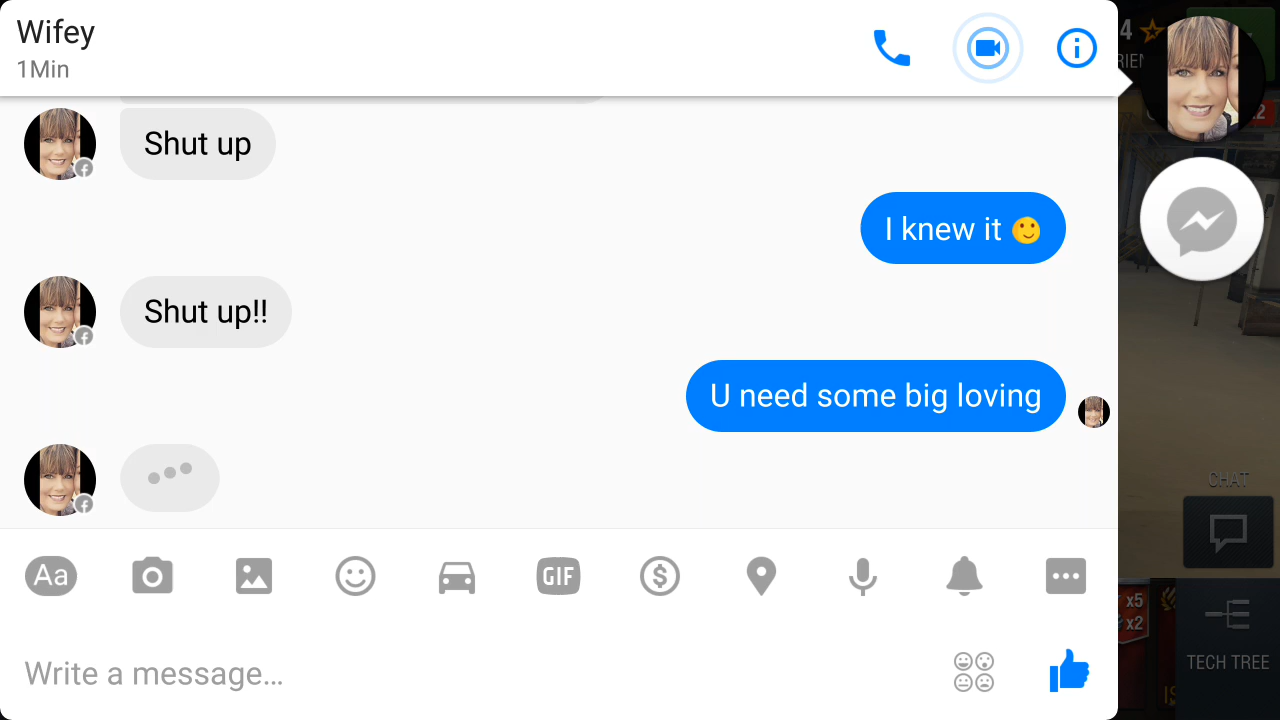 Wifey
1Min
Shut up
I knew it 🙂
Shut up!!
U need some big loving
Aa
GIF
$
Write a message...
4
CHAT
x5
x2
TECH TREE